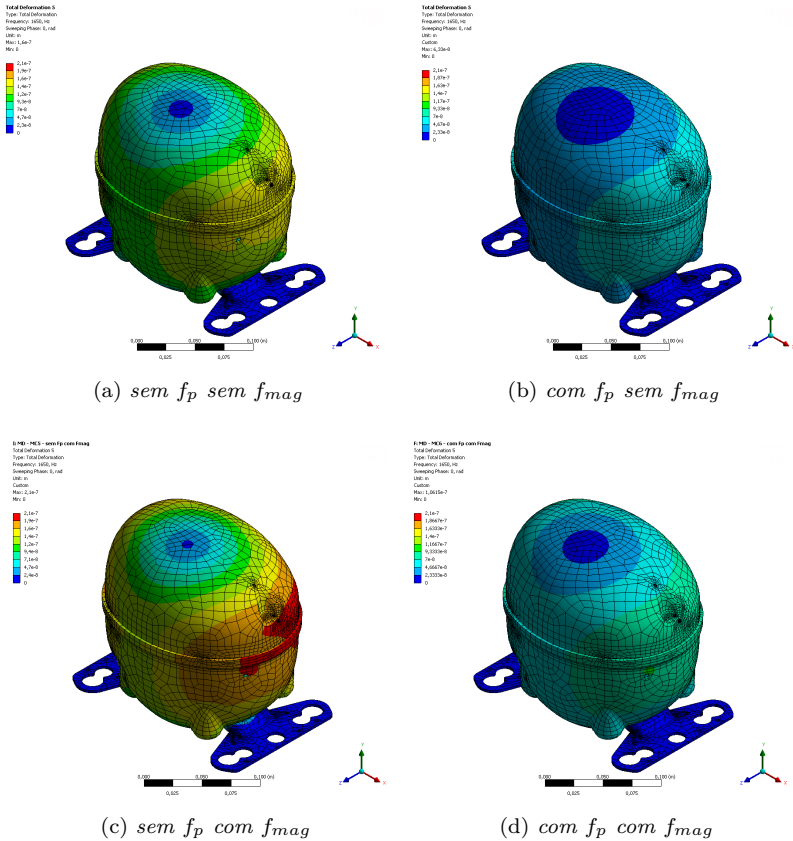 Total Deformation 5
Type: Total Deformation
Frequency: 1650, Hz
Sweeping Phase: 0, rad
Unit: m
Max: 1,6e-7
Min: 0
2,1e-7
1,9e-7
1,6e-7
1,4e-7
1,2e-7
9,3e-8
7e-8
4,7e-8
2,3e-8
0
0,000
0,050
0,100 (m)
0,025
0,075
Y
Z
X
(a) sem fp sem fmag
Total Deformation 5
Type: Total Deformation
Frequency: 1650, Hz
Sweeping Phase: 0, rad
Unit: m
Custom
Max: 6,33e-8
Min: 0
2,1e-7
1,87e-7
1,63e-7
1,4e-7
1,17e-7
9,33e-8
7e-8
4,67e-8
2,33e-8
0
0,000
0,050
0,100 (m)
0,025
0,075
Y
Z
(b) com fp sem fmag
I: MD - MC5 - sem Fp com Fmag
Total Deformation 5
Type: Total Deformation
Frequency: 1650, Hz
Sweeping Phase: 0, rad
Unit: m
Custom
Max: 2,1e-7
Min: 0
2,1e-7
1,9e-7
1,6e-7
1,4e-7
1,2e-7
9,4e-8
7,1e-8
4,7e-8
2,4e-8
0
0,000
0,050
0,100 (m)
0,025
0,075
Y
Z
X
(c) sem fp com fmag
F: MD - MC6 - com Fp com Fmag
Total Deformation 5
Type: Total Deformation
Frequency: 1650, Hz
Sweeping Phase: 0, rad
Unit: m
Custom
Max: 1,0615e-7
Min: 0
2,1e-7
1,8667e-7
1,6333e-7
1,4e-7
1,1667e-7
9,3333e-8
7e-8
4,6667e-8
2,3333e-8
0
0,000
0,050
0,100 (m)
0,025
0,075
Y
Z
X
(d) com fp com fmag